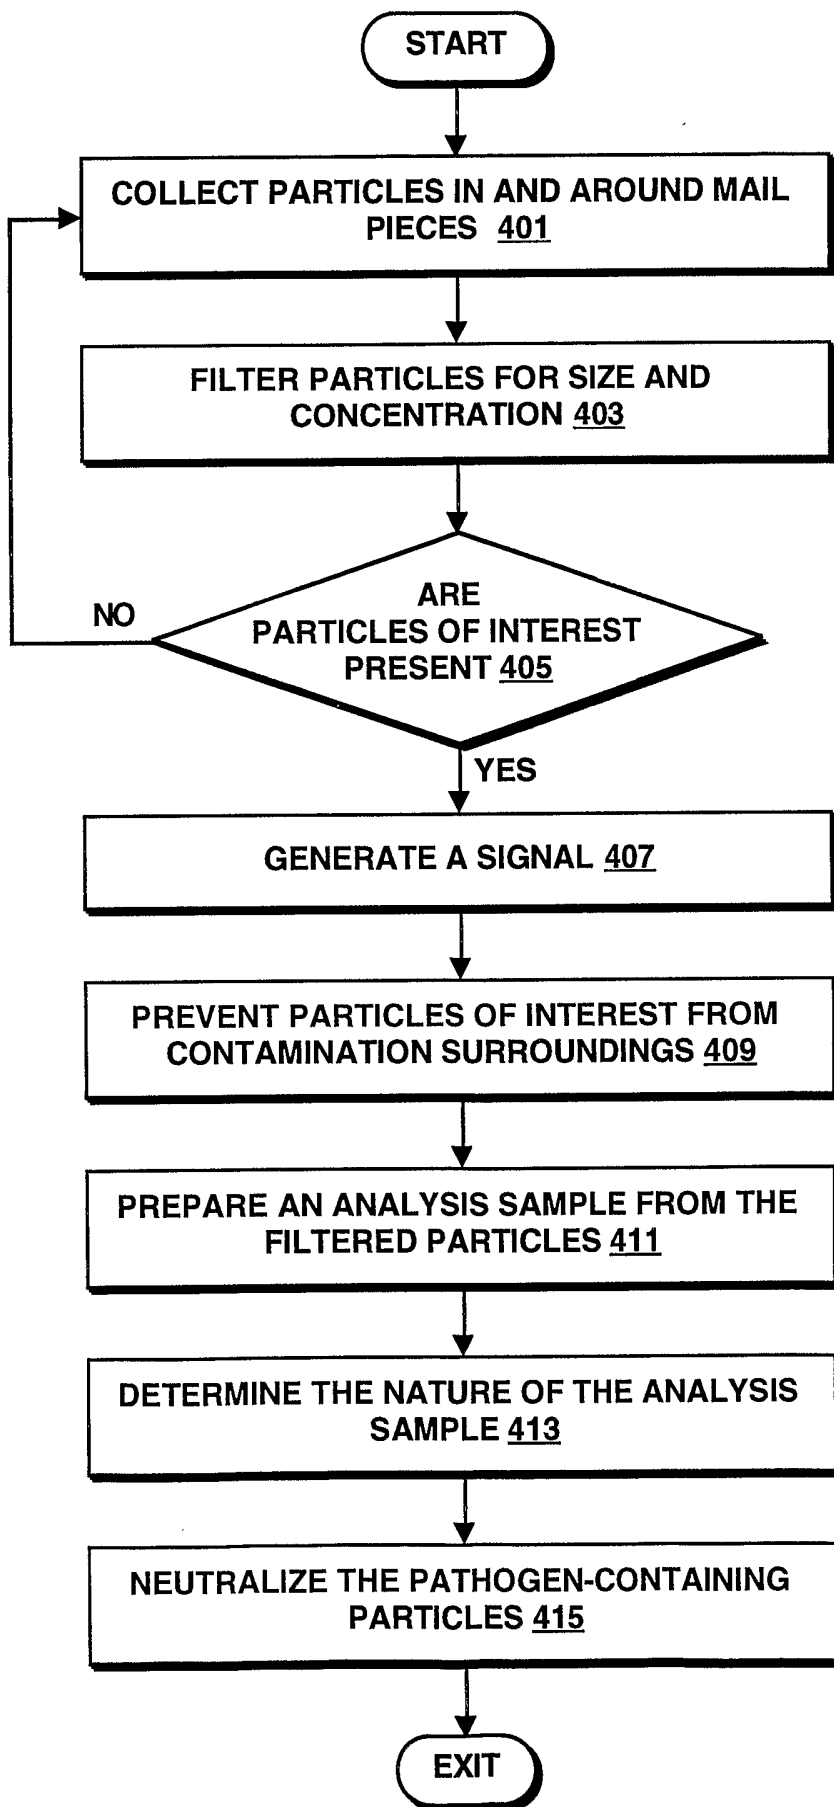 START
COLLECT PARTICLES IN AND AROUND MAIL
PIECES 401
FILTER PARTICLES FOR SIZE AND
CONCENTRATION 403
ARE
PARTICLES OF INTEREST
PRESENT 405
NO
YES
GENERATE A SIGNAL 407
PREVENT PARTICLES OF INTEREST FROM
CONTAMINATION SURROUNDINGS 409
PREPARE AN ANALYSIS SAMPLE FROM THE
FILTERED PARTICLES 411
DETERMINE THE NATURE OF THE ANALYSIS
SAMPLE 413
NEUTRALIZE THE PATHOGEN-CONTAINING
PARTICLES 415
EXIT